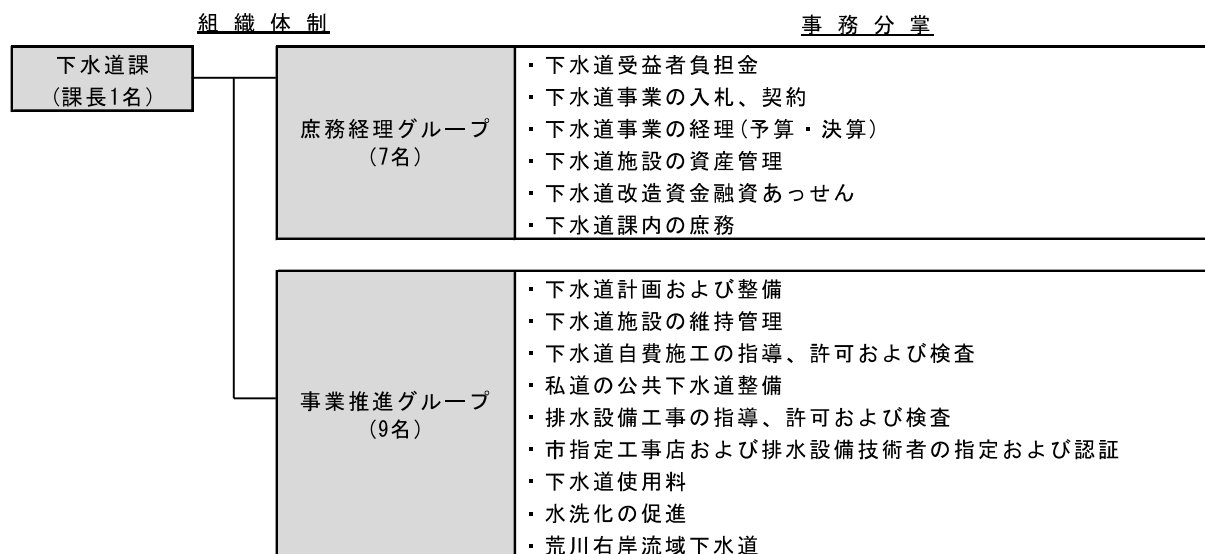 組織体制
事務分掌
下水道課
(課長1名)
庶務経理グループ
(7名)
・下水道受益者負担金
・下水道事業の入札、契約
・下水道事業の経理(予算・決算)
・下水道施設の資産管理
・下水道改造資金融資あっせん
・下水道課内の庶務
事業推進グループ
(9名)
・下水道計画および整備
・下水道施設の維持管理
・下水道自費施工の指導、許可および検査
・私道の公共下水道整備
・排水設備工事の指導、許可および検査
・市指定工事店および排水設備技術者の指定および認証
・下水道使用料
・水洗化の促進
・荒川右岸流域下水道